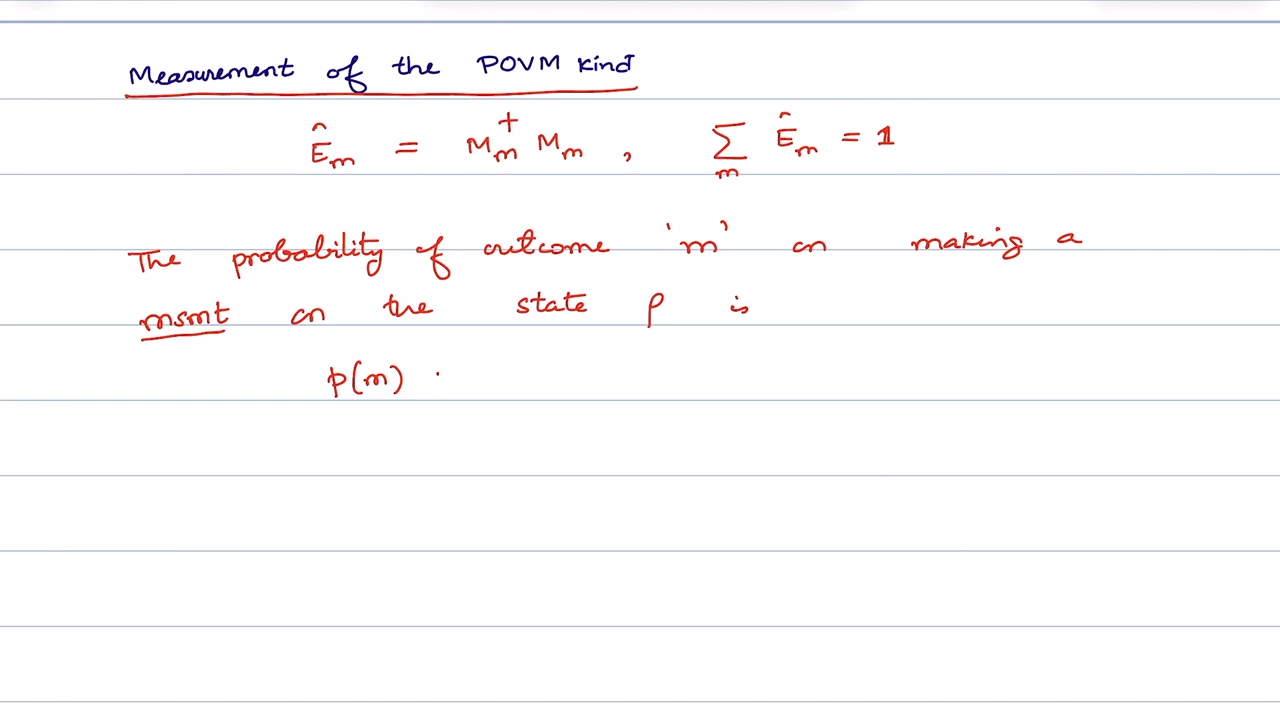 Measurement of the POVM kind
Ê_m = M_m^† M_m , ∑_m Ê_m = 1
The probability of outcome 'm' on making a
msmt on the state ρ is
p(m)